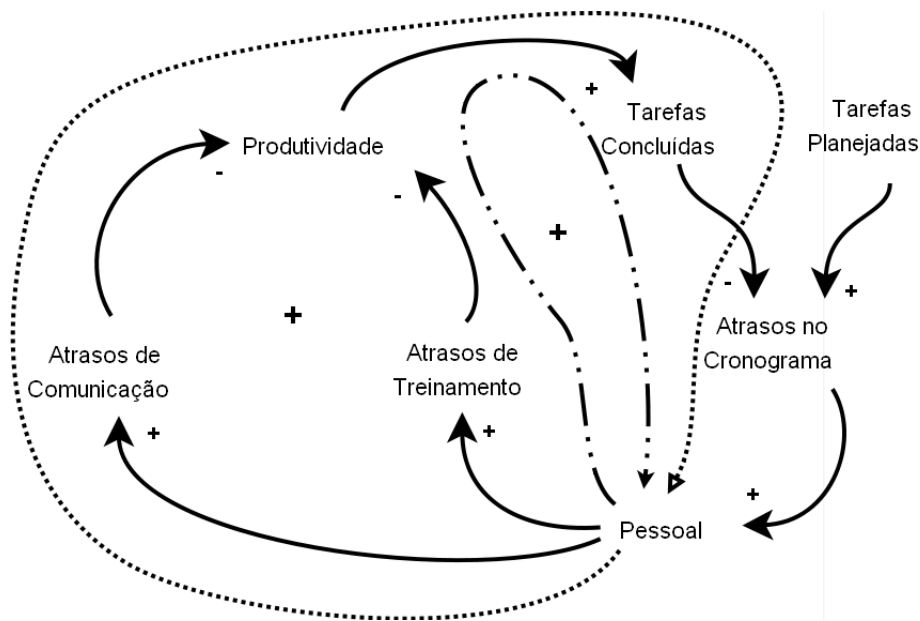 +
Tarefas
Concluídas
Tarefas
Planejadas
Produtividade
-
-
+
+
-
+
Atrasos de
Comunicação
Atrasos de
Treinamento
Atrasos no
Cronograma
+
+
+
Pessoal